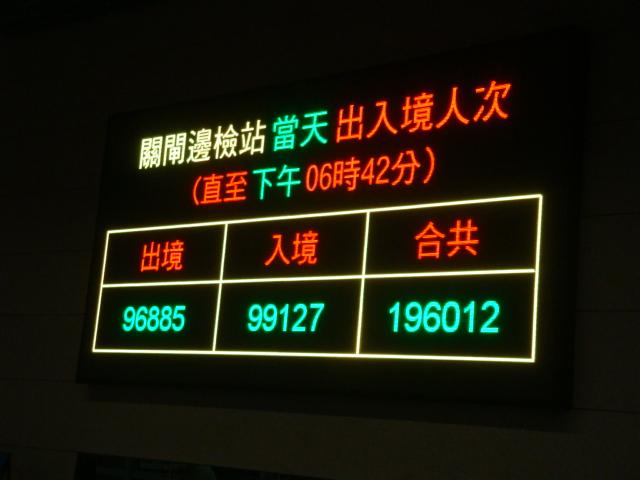 關閘邊檢站當天出入境人次
(直至下午06時42分)
出境 入境 合共
96885 99127 196012